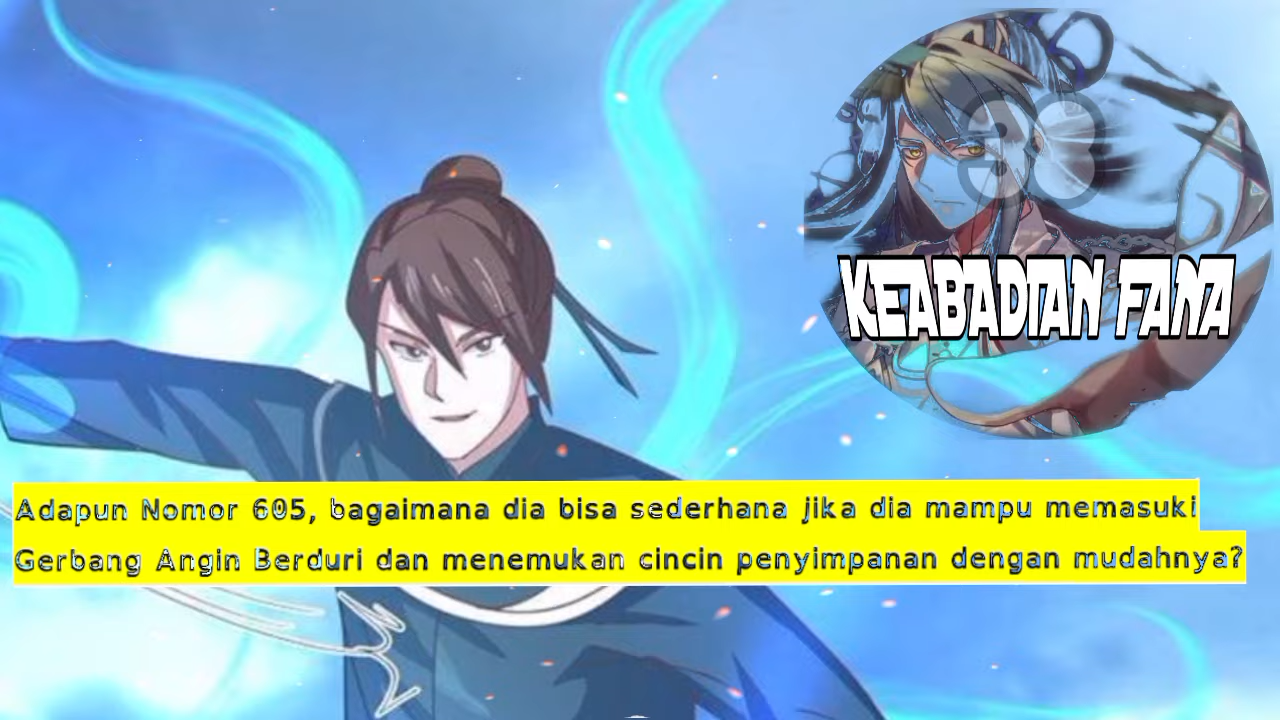 KEABADIAN FANA
Adapun Nomor 605, bagaimana dia bisa sederhana jika dia mampu memasuki
Gerbang Angin Berduri dan menemukan cincin penyimpanan dengan mudahnya?